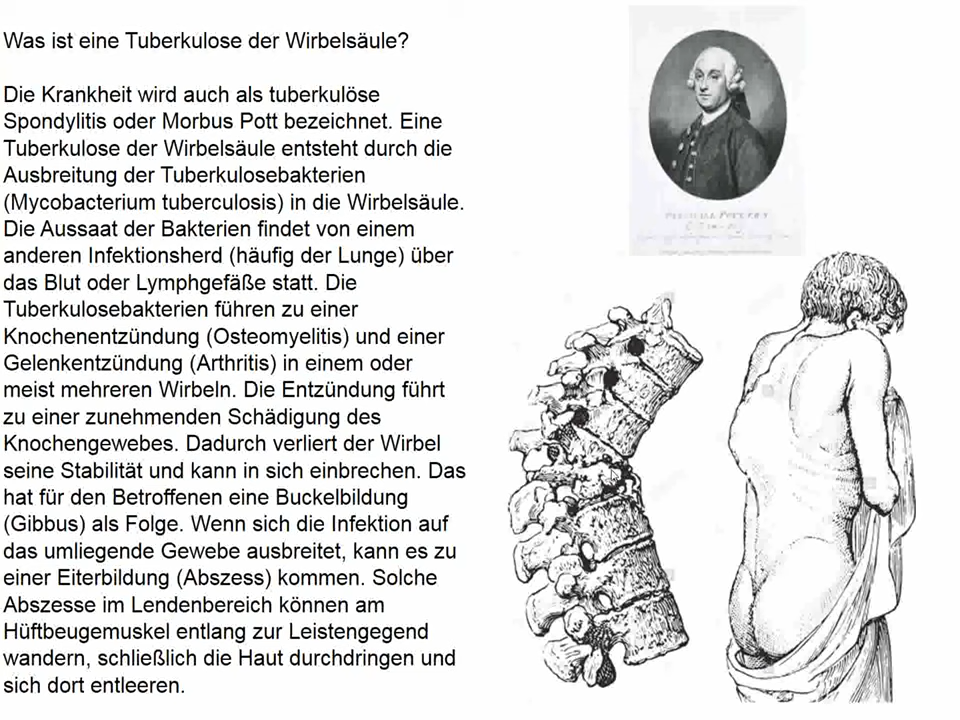 Was ist eine Tuberkulose der Wirbelsäule?
Die Krankheit wird auch als tuberkulöse
Spondylitis oder Morbus Pott bezeichnet. Eine
Tuberkulose der Wirbelsäule entsteht durch die
Ausbreitung der Tuberkulosebakterien
(Mycobacterium tuberculosis) in die Wirbelsäule.
Die Aussaat der Bakterien findet von einem
anderen Infektionsherd (häufig der Lunge) über
das Blut oder Lymphgefäße statt. Die
Tuberkulosebakterien führen zu einer
Knochenentzündung (Osteomyelitis) und einer
Gelenkentzündung (Arthritis) in einem oder
meist mehreren Wirbeln. Die Entzündung führt
zu einer zunehmenden Schädigung des
Knochengewebes. Dadurch verliert der Wirbel
seine Stabilität und kann in sich einbrechen. Das
hat für den Betroffenen eine Buckelbildung
(Gibbus) als Folge. Wenn sich die Infektion auf
das umliegende Gewebe ausbreitet, kann es zu
einer Eiterbildung (Abszess) kommen. Solche
Abszesse im Lendenbereich können am
Hüftbeugemuskel entlang zur Leistengegend
wandern, schließlich die Haut durchdringen und
sich dort entleeren.